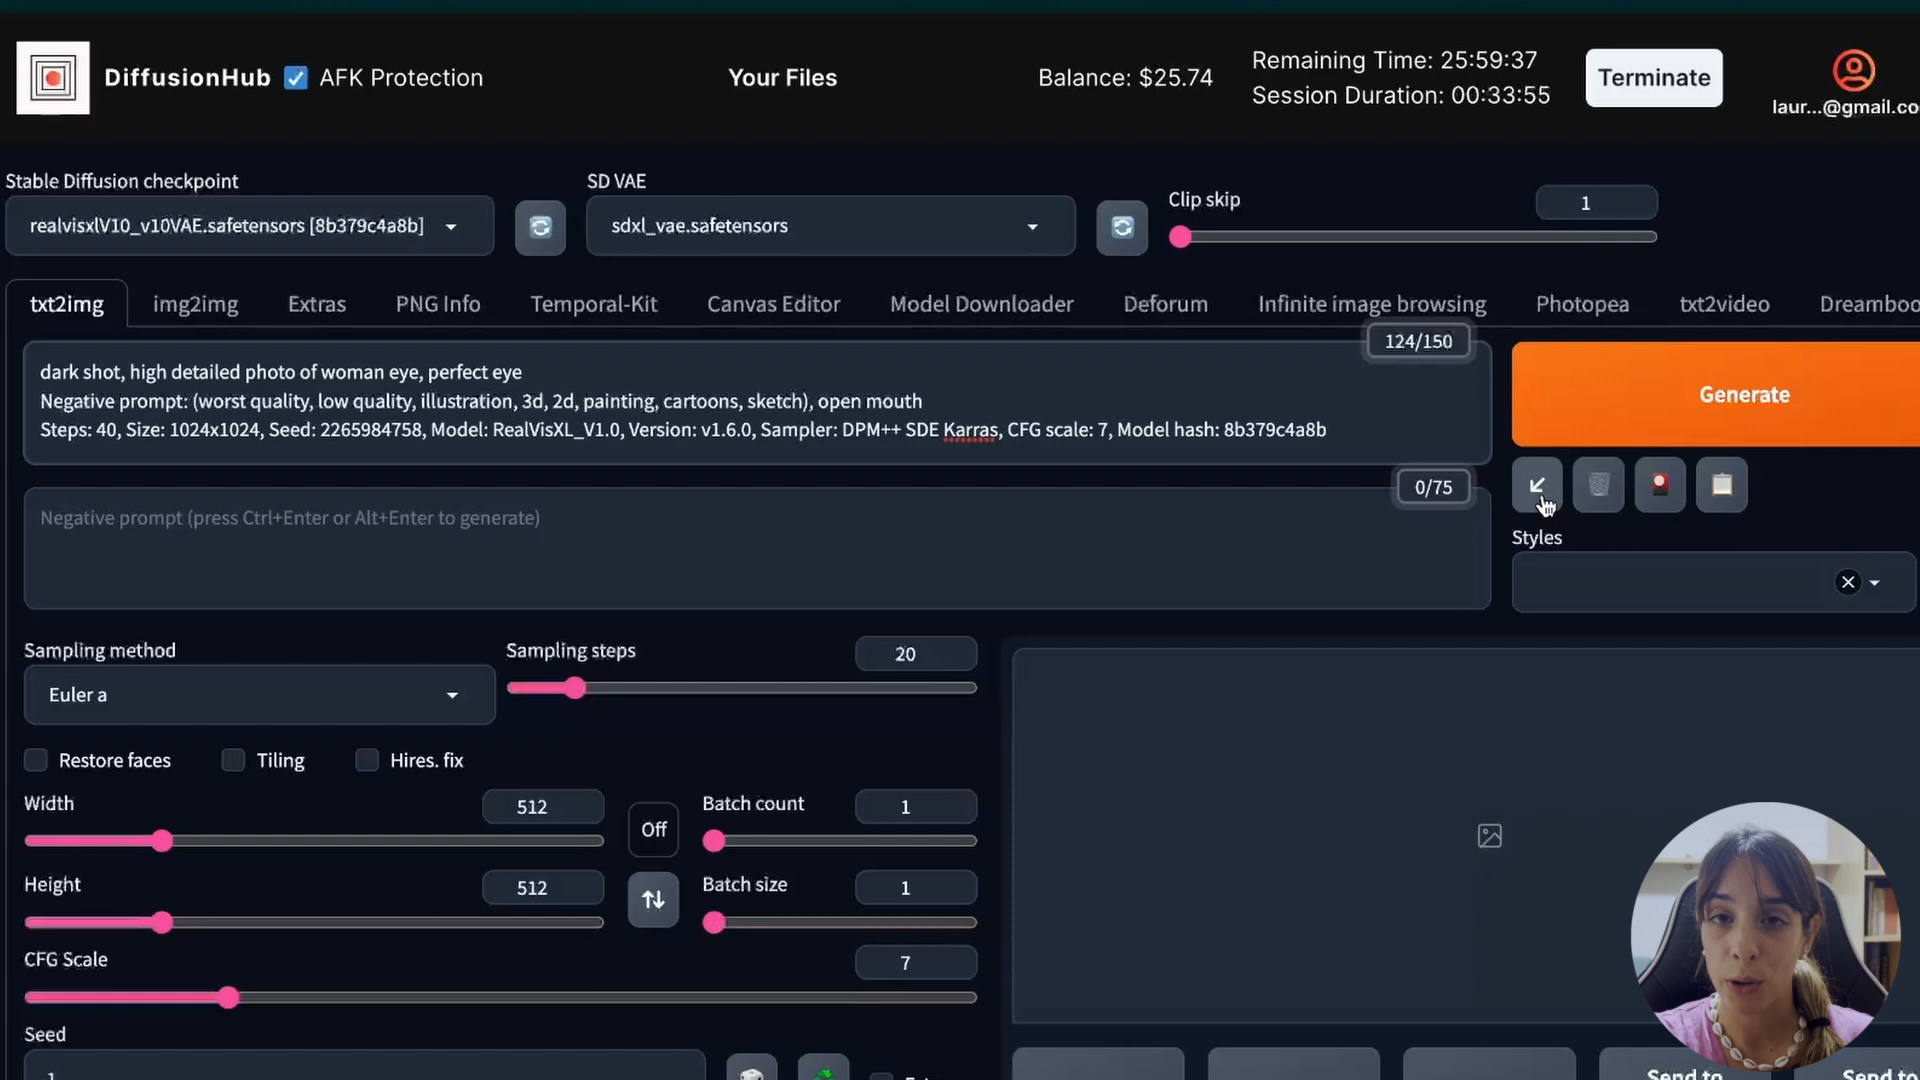 DiffusionHub AFK Protection Your Files Balance: $25.74 Remaining Time: 25:59:37
Session Duration: 00:33:55
Terminate
laur...@gmail.co
Stable Diffusion checkpoint
realvisxlV10_v10VAE.safetensors [8b379c4a8b]
SD VAE
sdxl_vae.safetensors
Clip skip
1
txt2img img2img Extras PNG Info Temporal-Kit Canvas Editor Model Downloader Deforum Infinite image browsing Photopea txt2video Dreamboo
124/150
dark shot, high detailed photo of woman eye, perfect eye
Negative prompt: (worst quality, low quality, illustration, 3d, 2d, painting, cartoons, sketch), open mouth
Steps: 40, Size: 1024x1024, Seed: 2265984758, Model: RealVisXL_V1.0, Version: v1.6.0, Sampler: DPM++ SDE Karras, CFG scale: 7, Model hash: 8b379c4a8b
Generate
0/75
Negative prompt (press Ctrl+Enter or Alt+Enter to generate)
Styles
Sampling method
Euler a
Sampling steps
20
Restore faces Tiling Hires. fix
Width
512
Off
Batch count
1
Height
512
Batch size
1
CFG Scale
7
Seed
Send to Send to